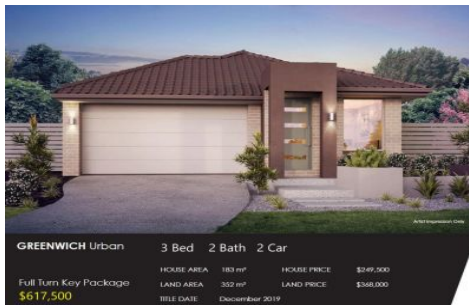 Artist Impression Only
GREENWICH Urban
3 Bed 2 Bath 2 Car
HOUSE AREA 183 m² HOUSE PRICE $249,500
Full Turn Key Package
LAND AREA 352 m² LAND PRICE $368,000
$617,500
TITLE DATE December 2019